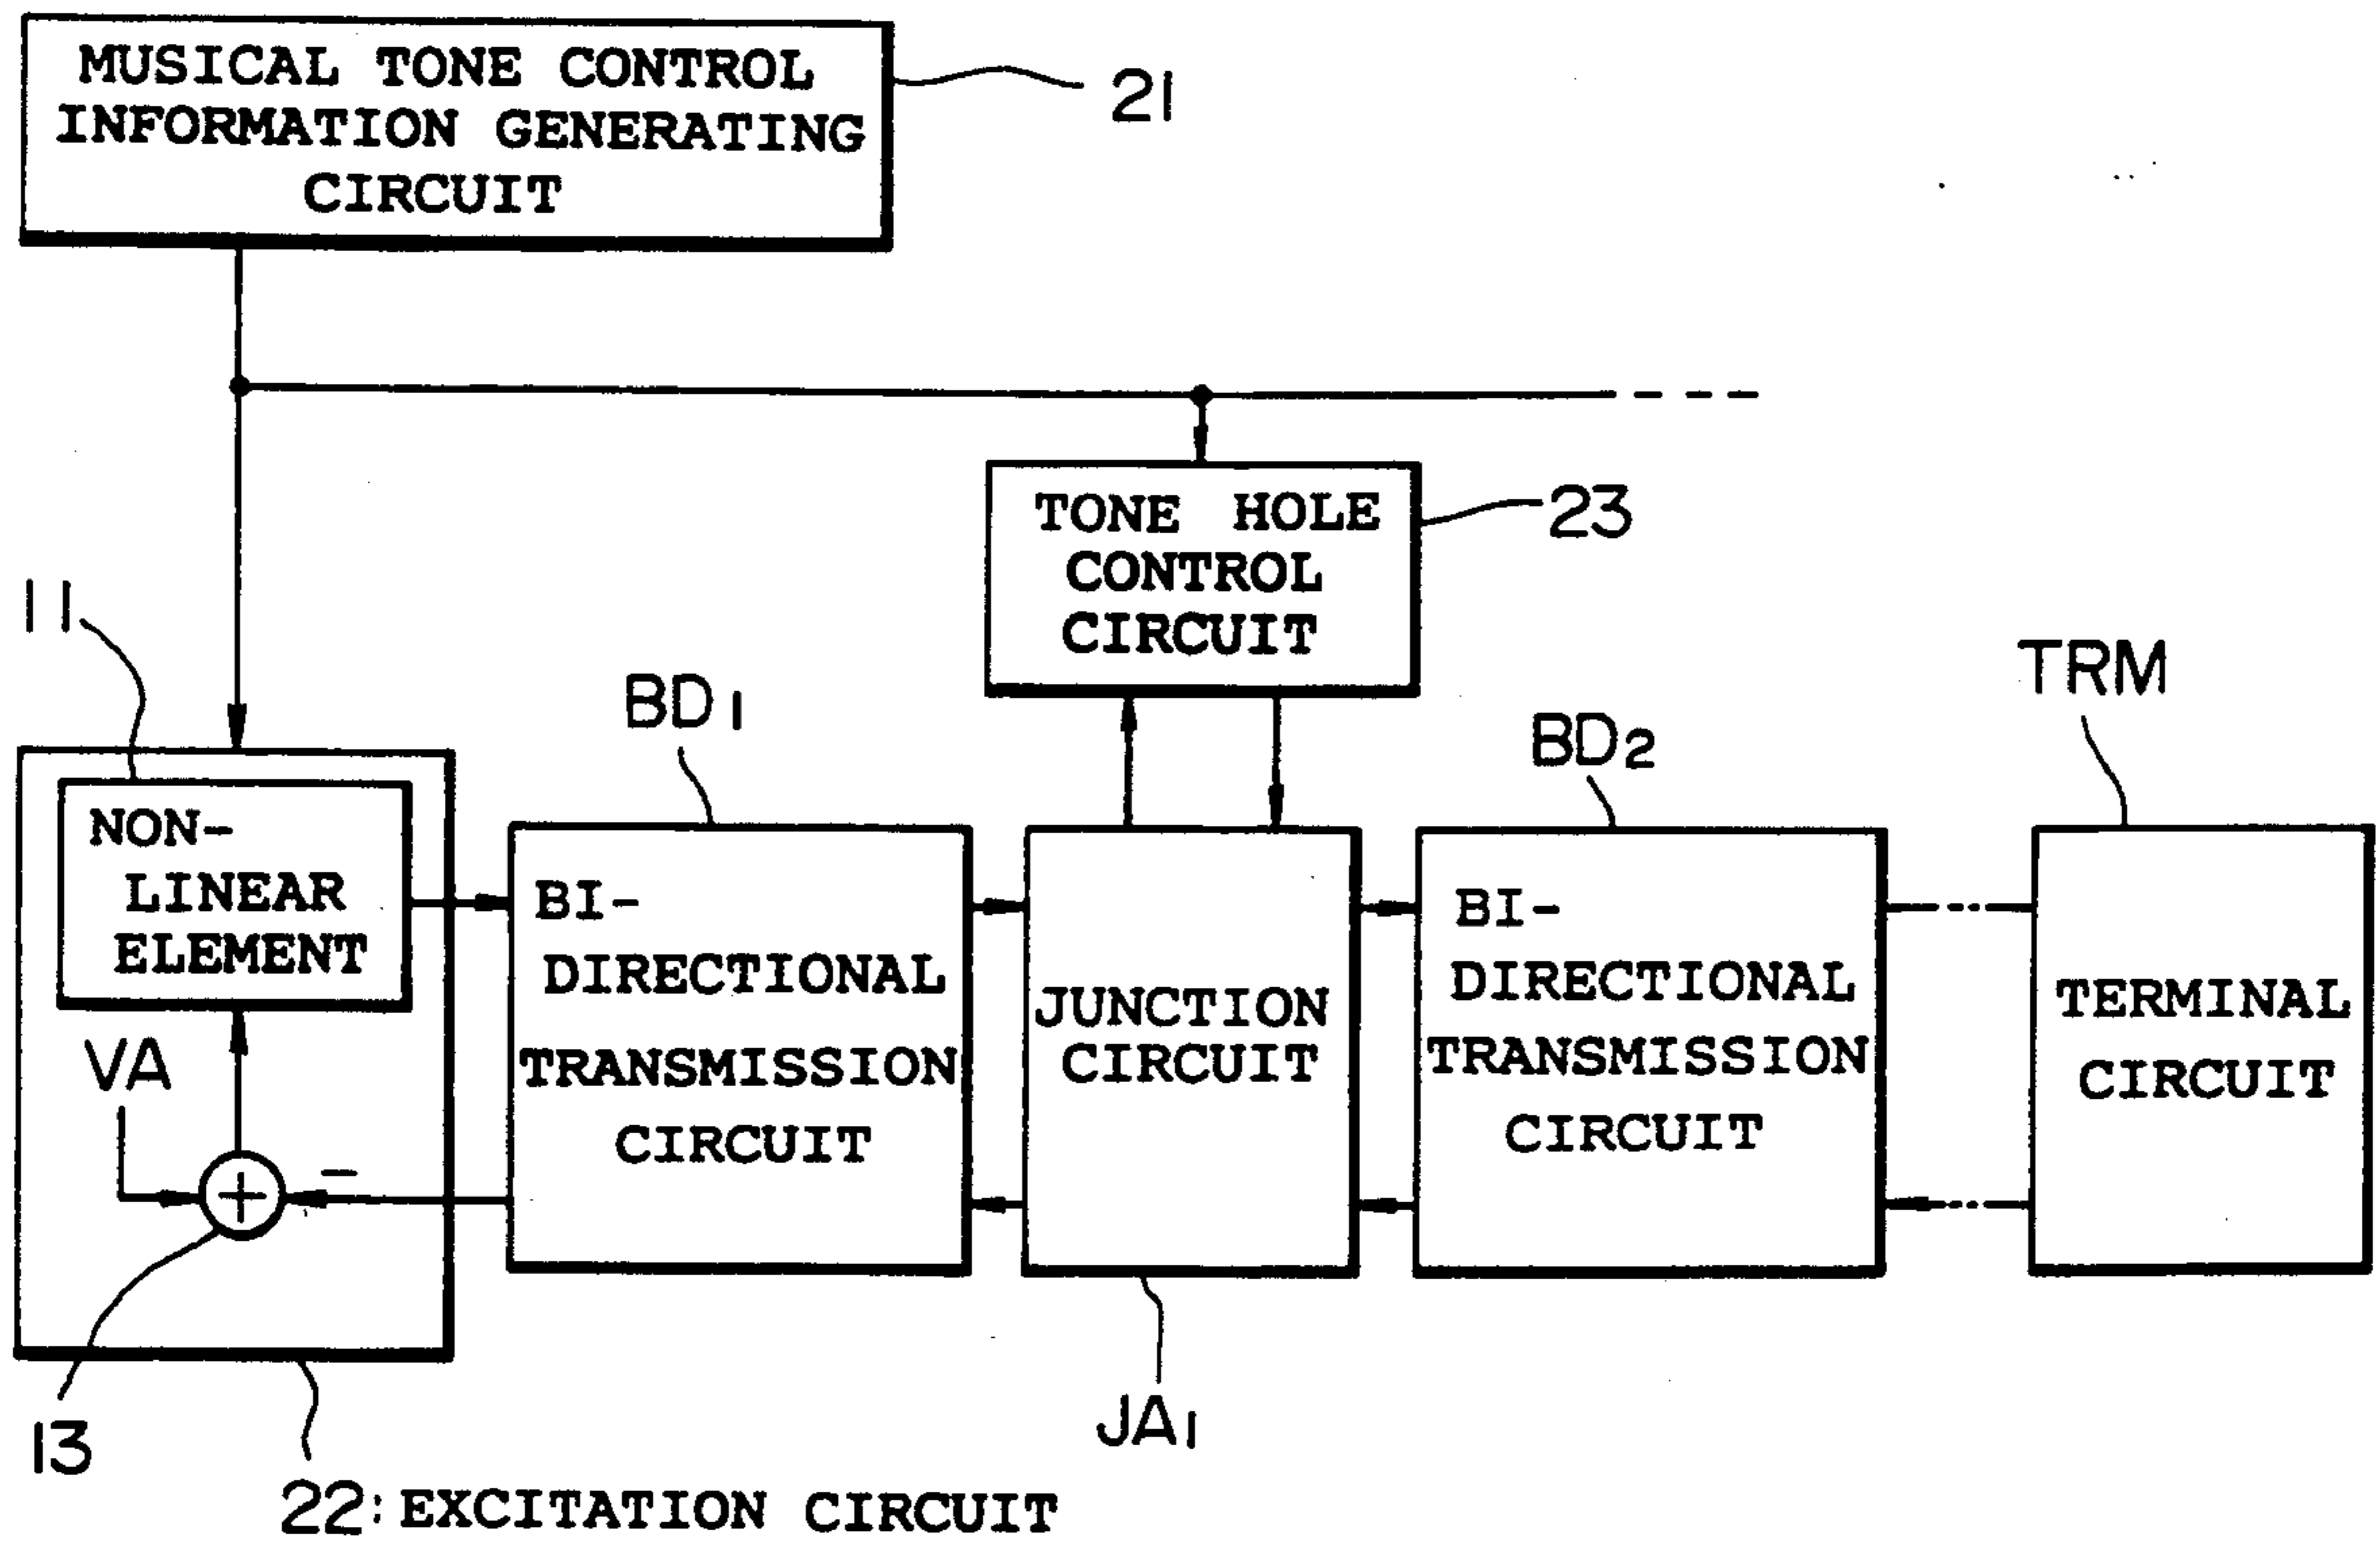 MUSICAL TONE CONTROL
INFORMATION GENERATING
CIRCUIT
21
TONE HOLE
CONTROL
CIRCUIT
23
11
BD1
BD2
TRM
NON-
LINEAR
ELEMENT
VA
+
−
BI-
DIRECTIONAL
TRANSMISSION
CIRCUIT
JUNCTION
CIRCUIT
BI-
DIRECTIONAL
TRANSMISSION
CIRCUIT
TERMINAL
CIRCUIT
13
JA1
22: EXCITATION CIRCUIT